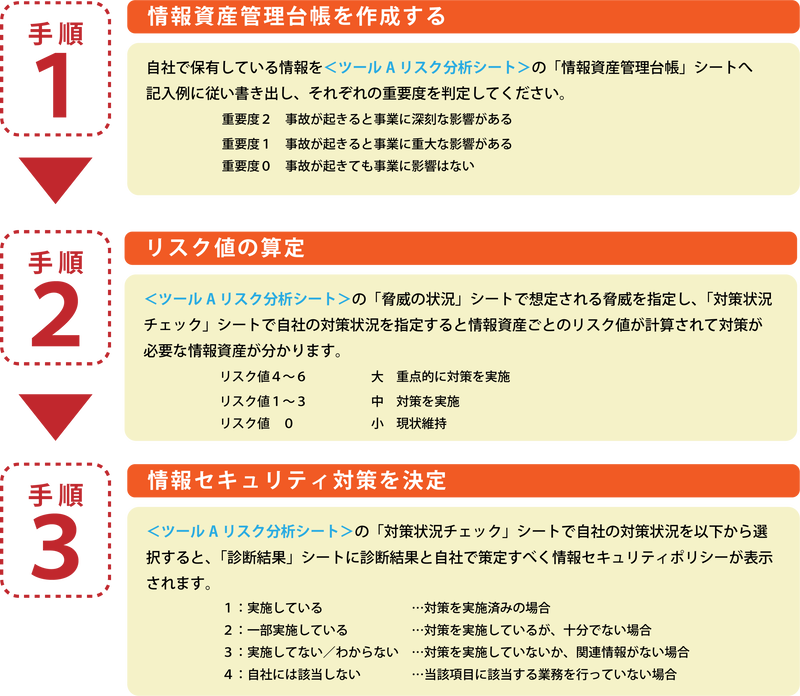 手順
1
情報資産管理台帳を作成する
自社で保有している情報を＜ツール A リスク分析シート＞の「情報資産管理台帳」シートへ
記入例に従い書き出し、それぞれの重要度を判定してください。
重要度２　事故が起きると事業に深刻な影響がある
重要度１　事故が起きると事業に重大な影響がある
重要度０　事故が起きても事業に影響はない
手順
2
リスク値の算定
＜ツール A リスク分析シート＞の「脅威の状況」シートで想定される脅威を指定し、「対策状況
チェック」シートで自社の対策状況を指定すると情報資産ごとのリスク値が計算されて対策が
必要な情報資産が分かります。
リスク値４～６　大　重点的に対策を実施
リスク値１～３　中　対策を実施
リスク値　０　小　現状維持
手順
3
情報セキュリティ対策を決定
＜ツール A リスク分析シート＞の「対策状況チェック」シートで自社の対策状況を以下から選
択すると、「診断結果」シートに診断結果と自社で策定すべく情報セキュリティポリシーが表示
されます。
１：実施している　…対策を実施済みの場合
２：一部実施している　…対策を実施しているが、十分でない場合
３：実施してない／わからない　…対策を実施していないか、関連情報がない場合
４：自社には該当しない　…当該項目に該当する業務を行っていない場合